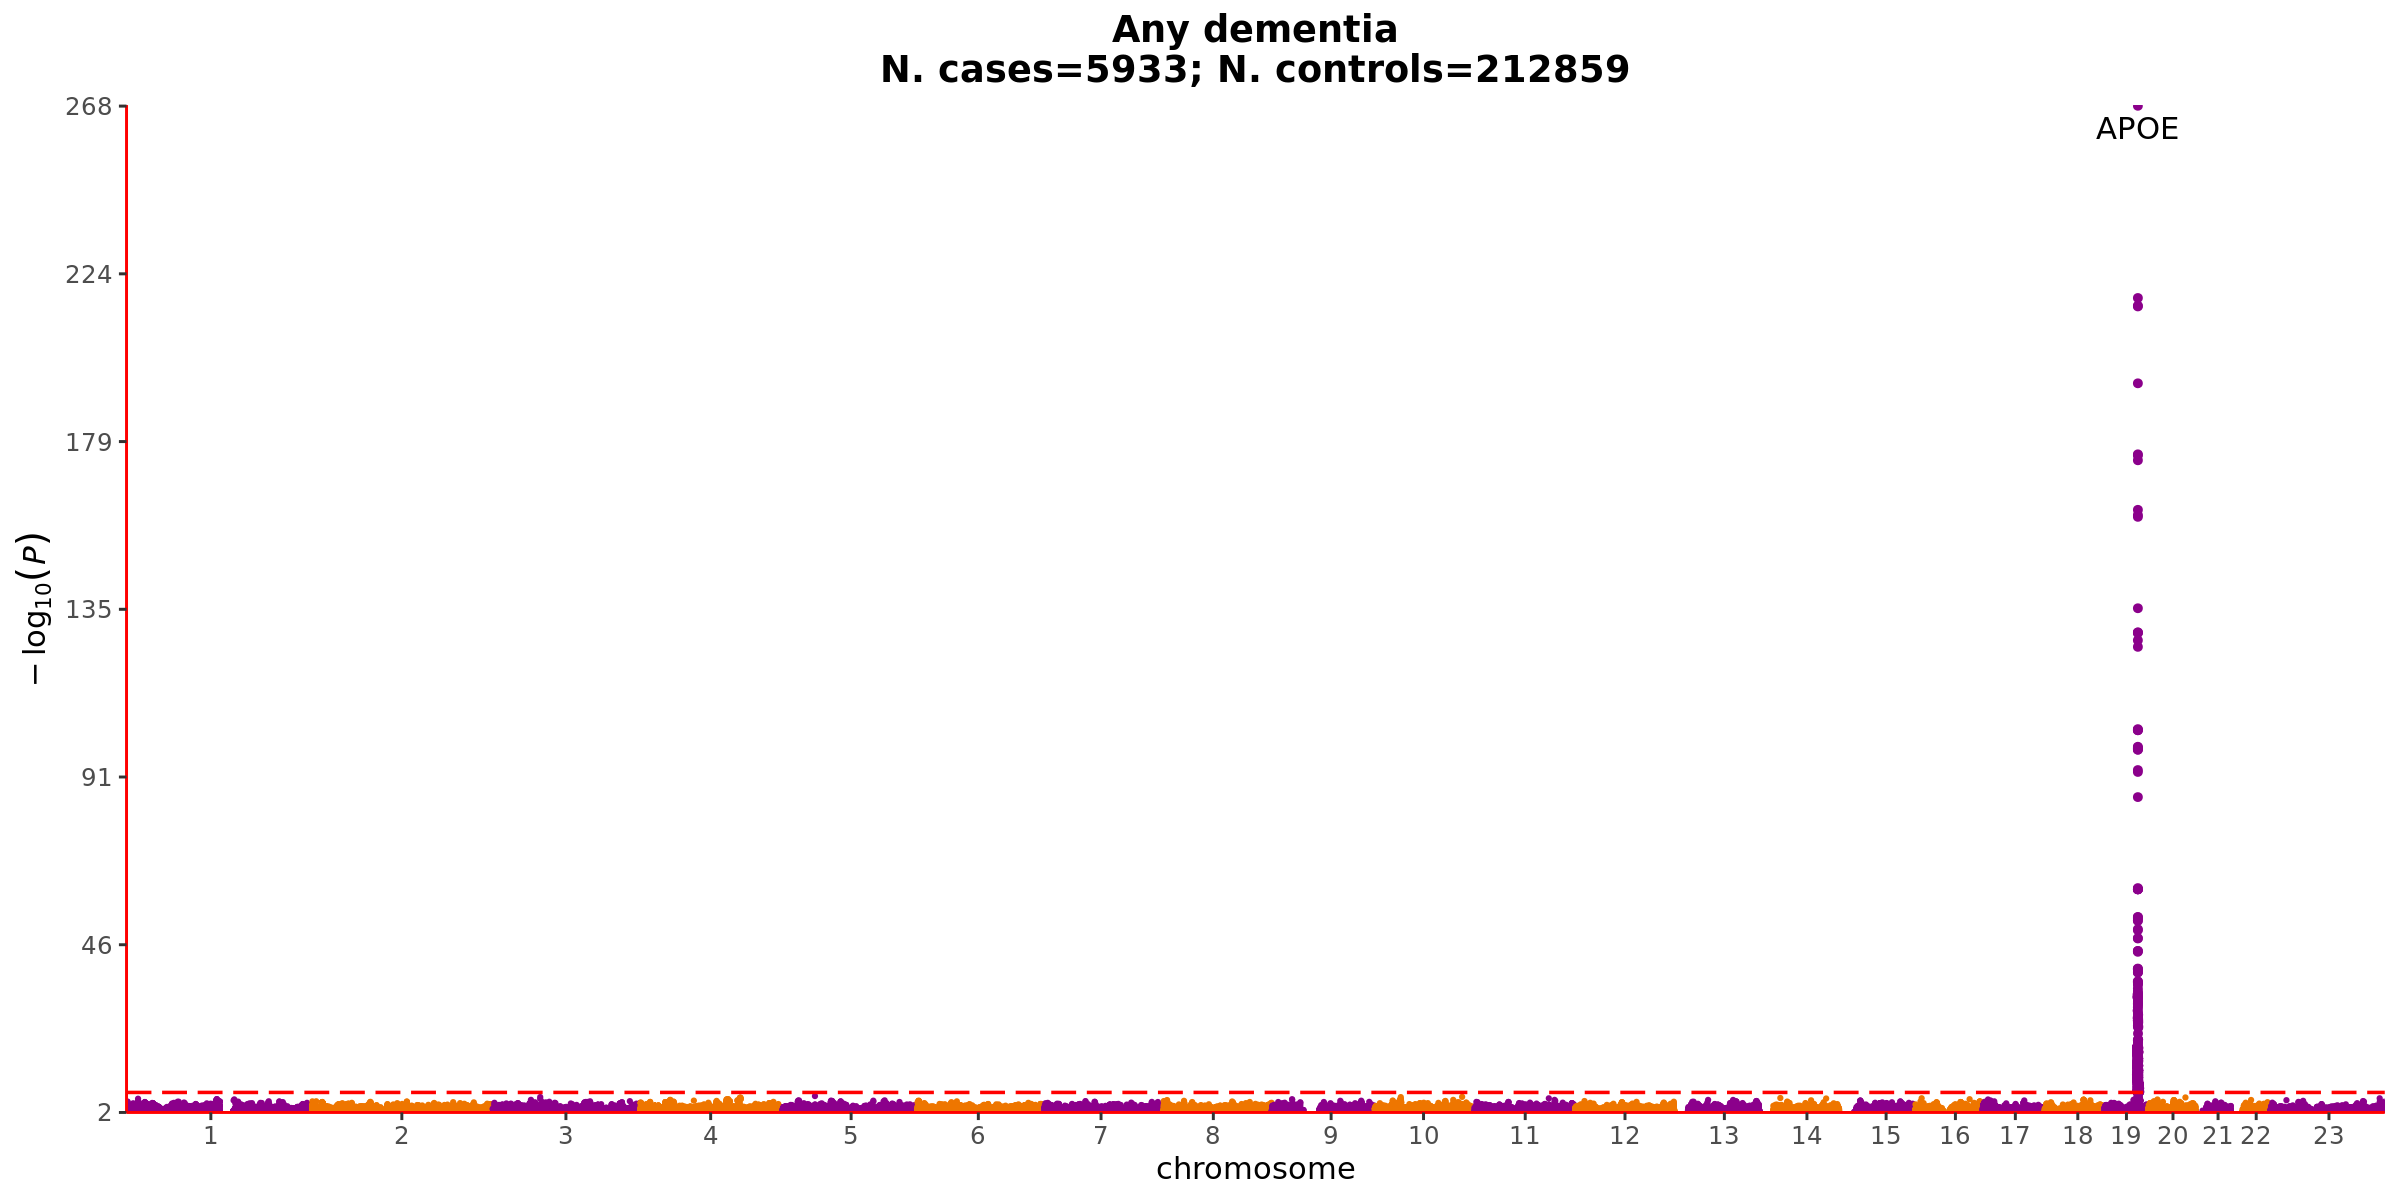 Any dementia
N. cases=5933; N. controls=212859
268
APOE
224
179
135
91
46
2
− log10(P)
1 2 3 4 5 6 7 8 9 10 11 12 13 14 15 16 17 18 19 20 21 22 23
chromosome